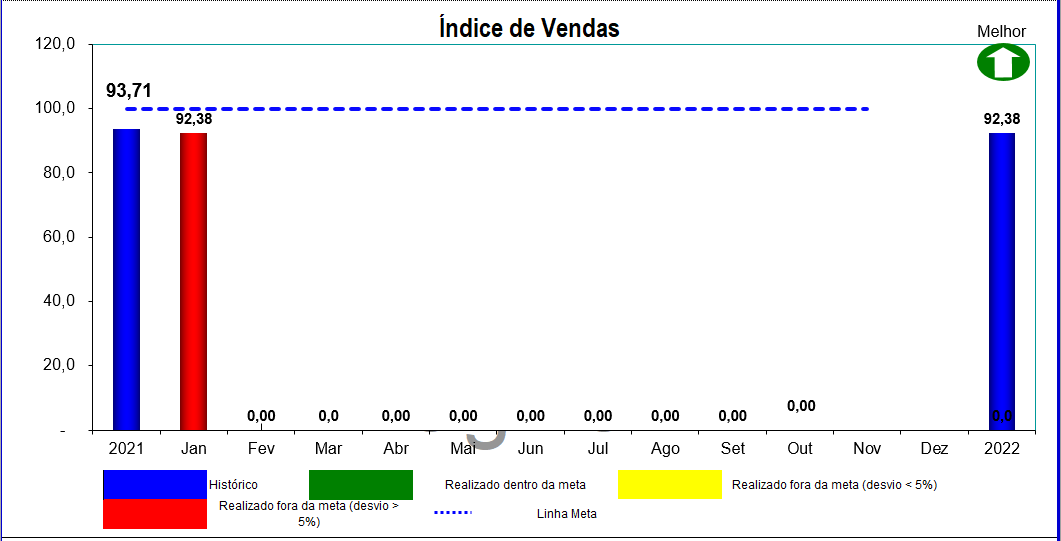 Índice de Vendas
Melhor
120,0
93,71
100,0
92,38
92,38
80,0
60,0
40,0
20,0
0,00
0,00
0,0
0,00
0,00
0,00
0,00
0,00
0,00
0,0
-
2021 Jan Fev Mar Abr Mai Jun Jul Ago Set Out Nov Dez 2022
Histórico
Realizado dentro da meta
Realizado fora da meta (desvio < 5%)
Realizado fora da meta (desvio >
5%)
Linha Meta